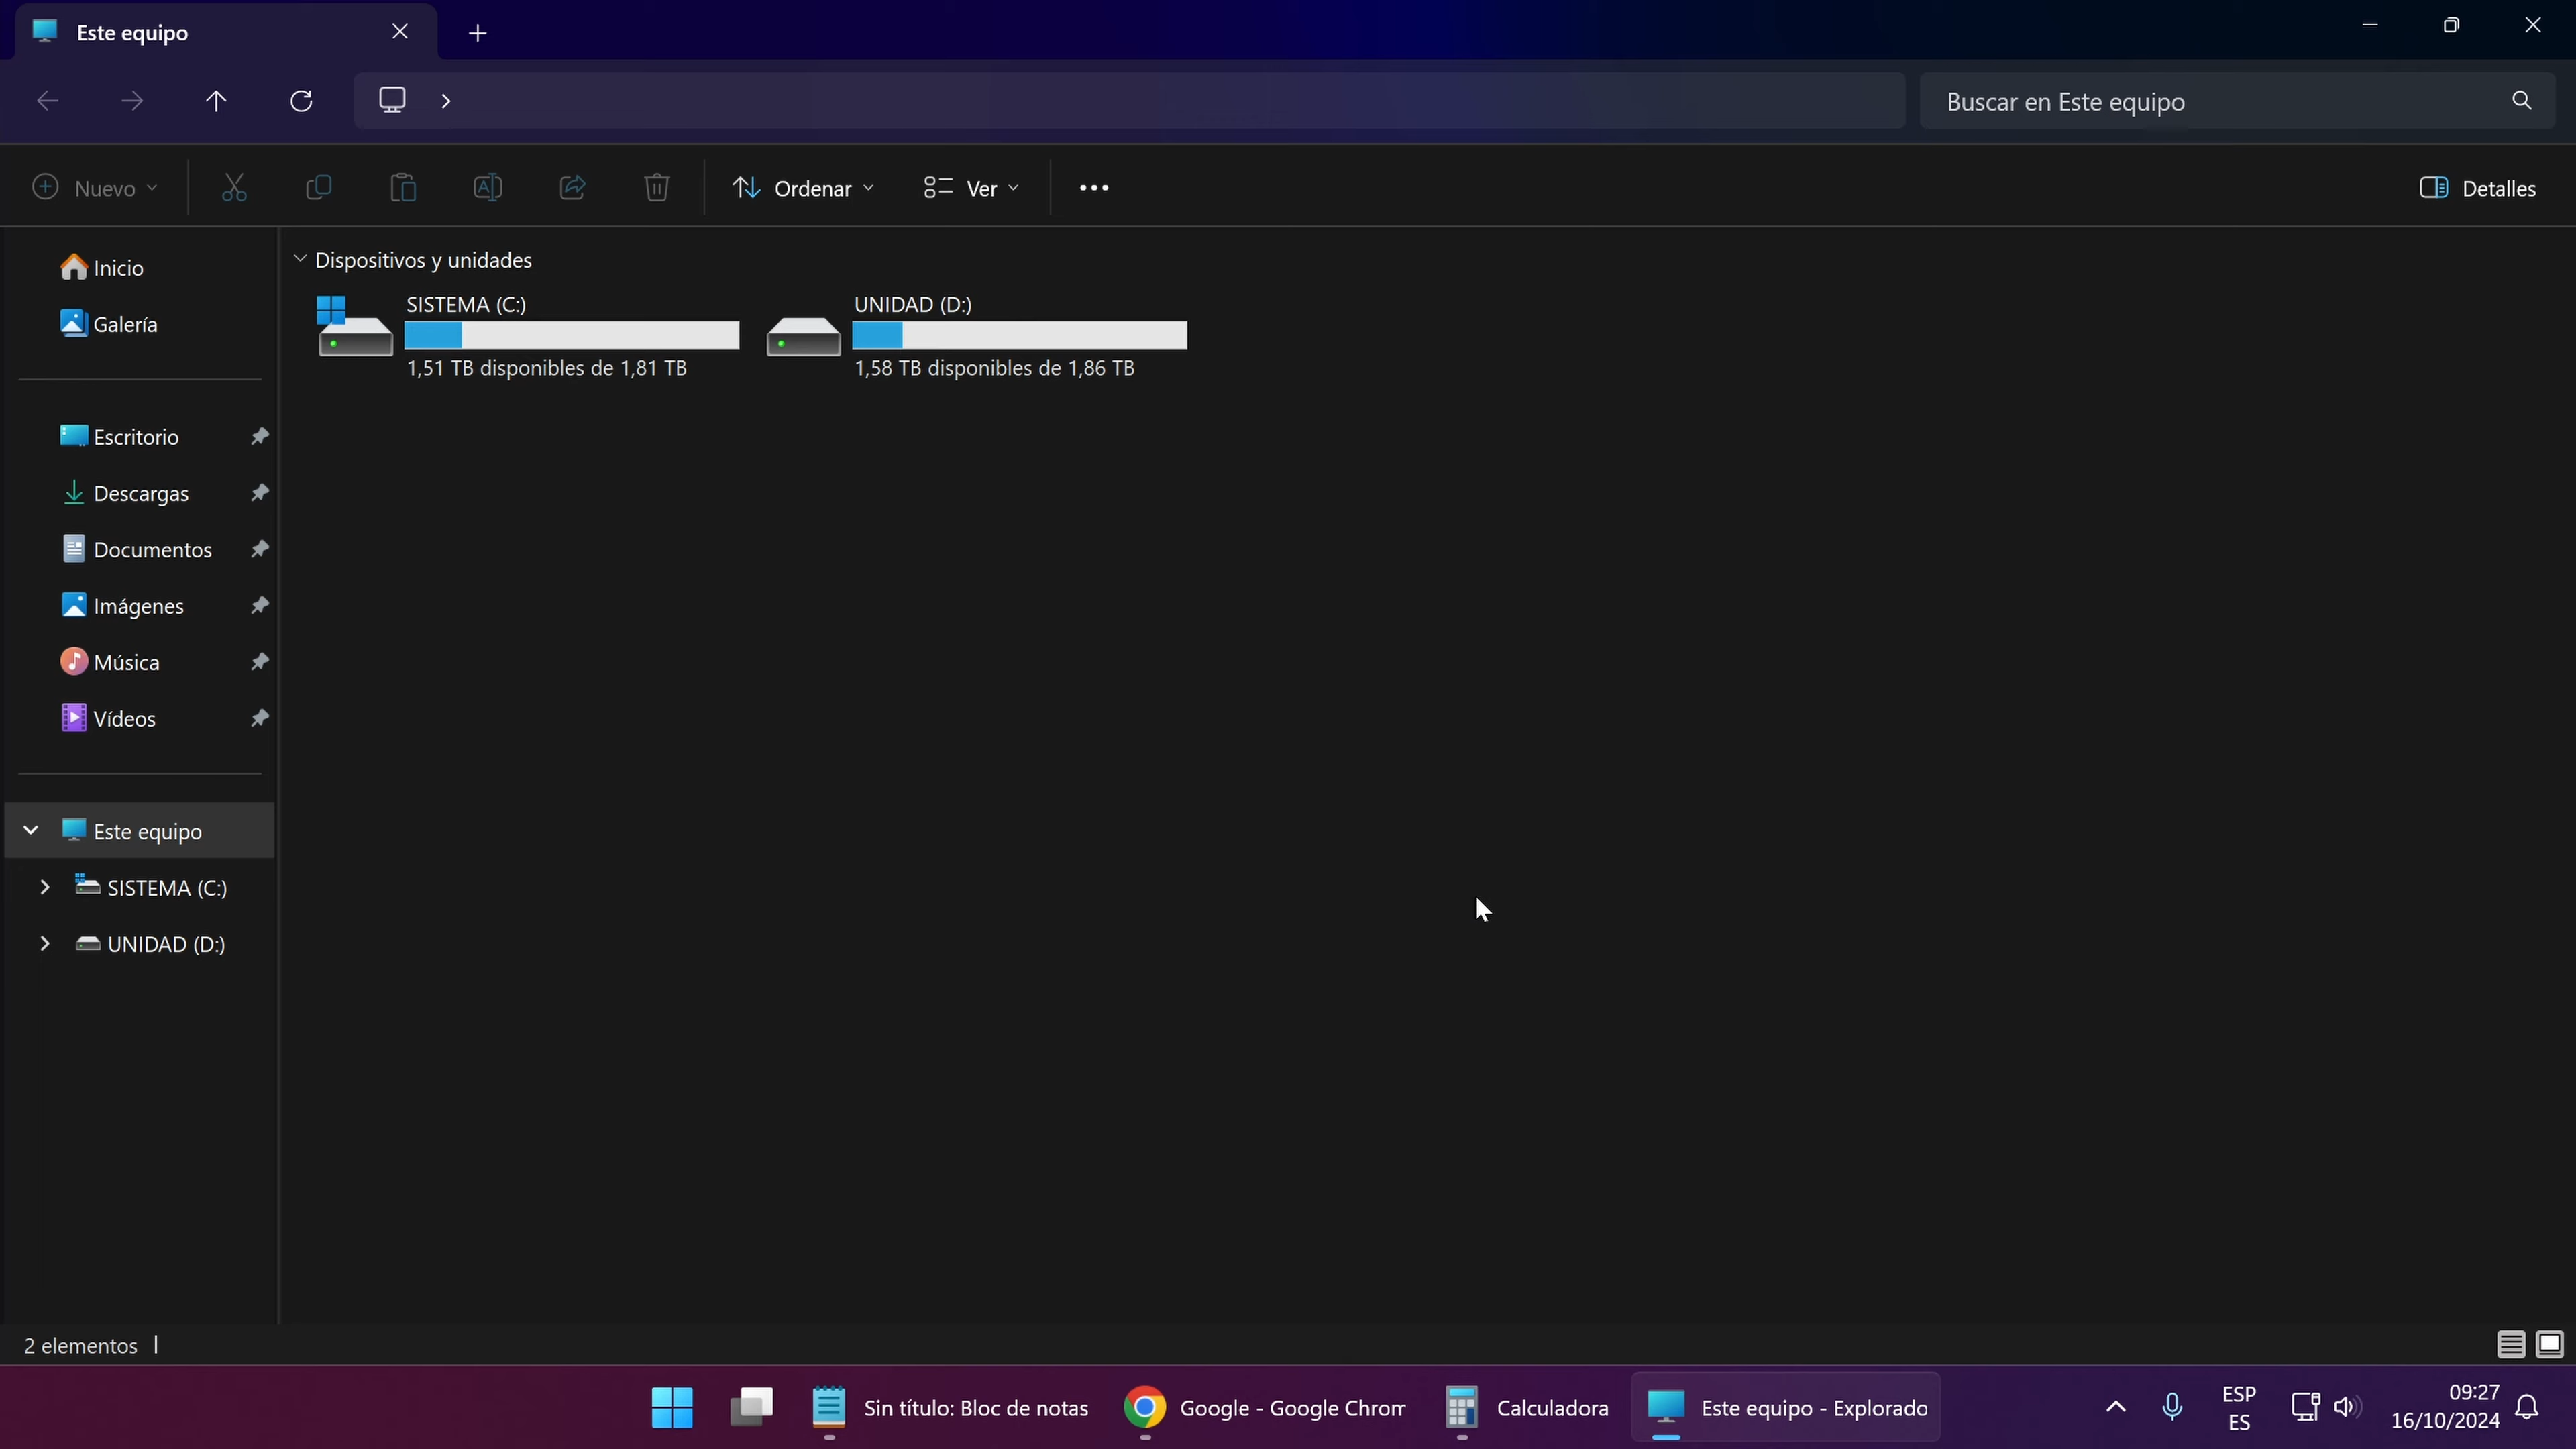 Este equipo
Buscar en Este equipo
Nuevo
Ordenar
Ver
Detalles
Inicio
Galería
Escritorio
Descargas
Documentos
Imágenes
Música
Vídeos
Este equipo
SISTEMA (C:)
UNIDAD (D:)
Dispositivos y unidades
SISTEMA (C:)
1,51 TB disponibles de 1,81 TB
UNIDAD (D:)
1,58 TB disponibles de 1,86 TB
2 elementos
Sin título: Bloc de notas
Google - Google Chrom
Calculadora
Este equipo - Explorado
ESP
ES
09:27
16/10/2024